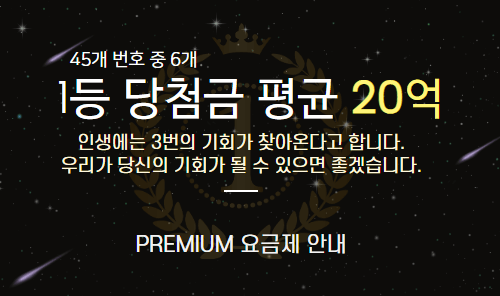 45개 번호 중 6개
1등 당첨금 평균 20억
인생에는 3번의 기회가 찾아온다고 합니다.
우리가 당신의 기회가 될 수 있으면 좋겠습니다.
PREMIUM 요금제 안내